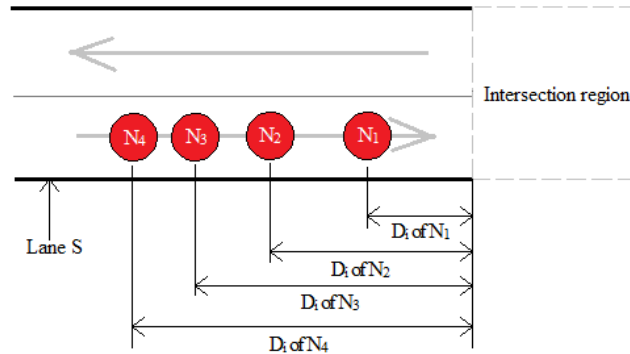 Intersection region
N4 N3 N2 N1
Lane S
Di of N1
Di of N2
Di of N3
Di of N4